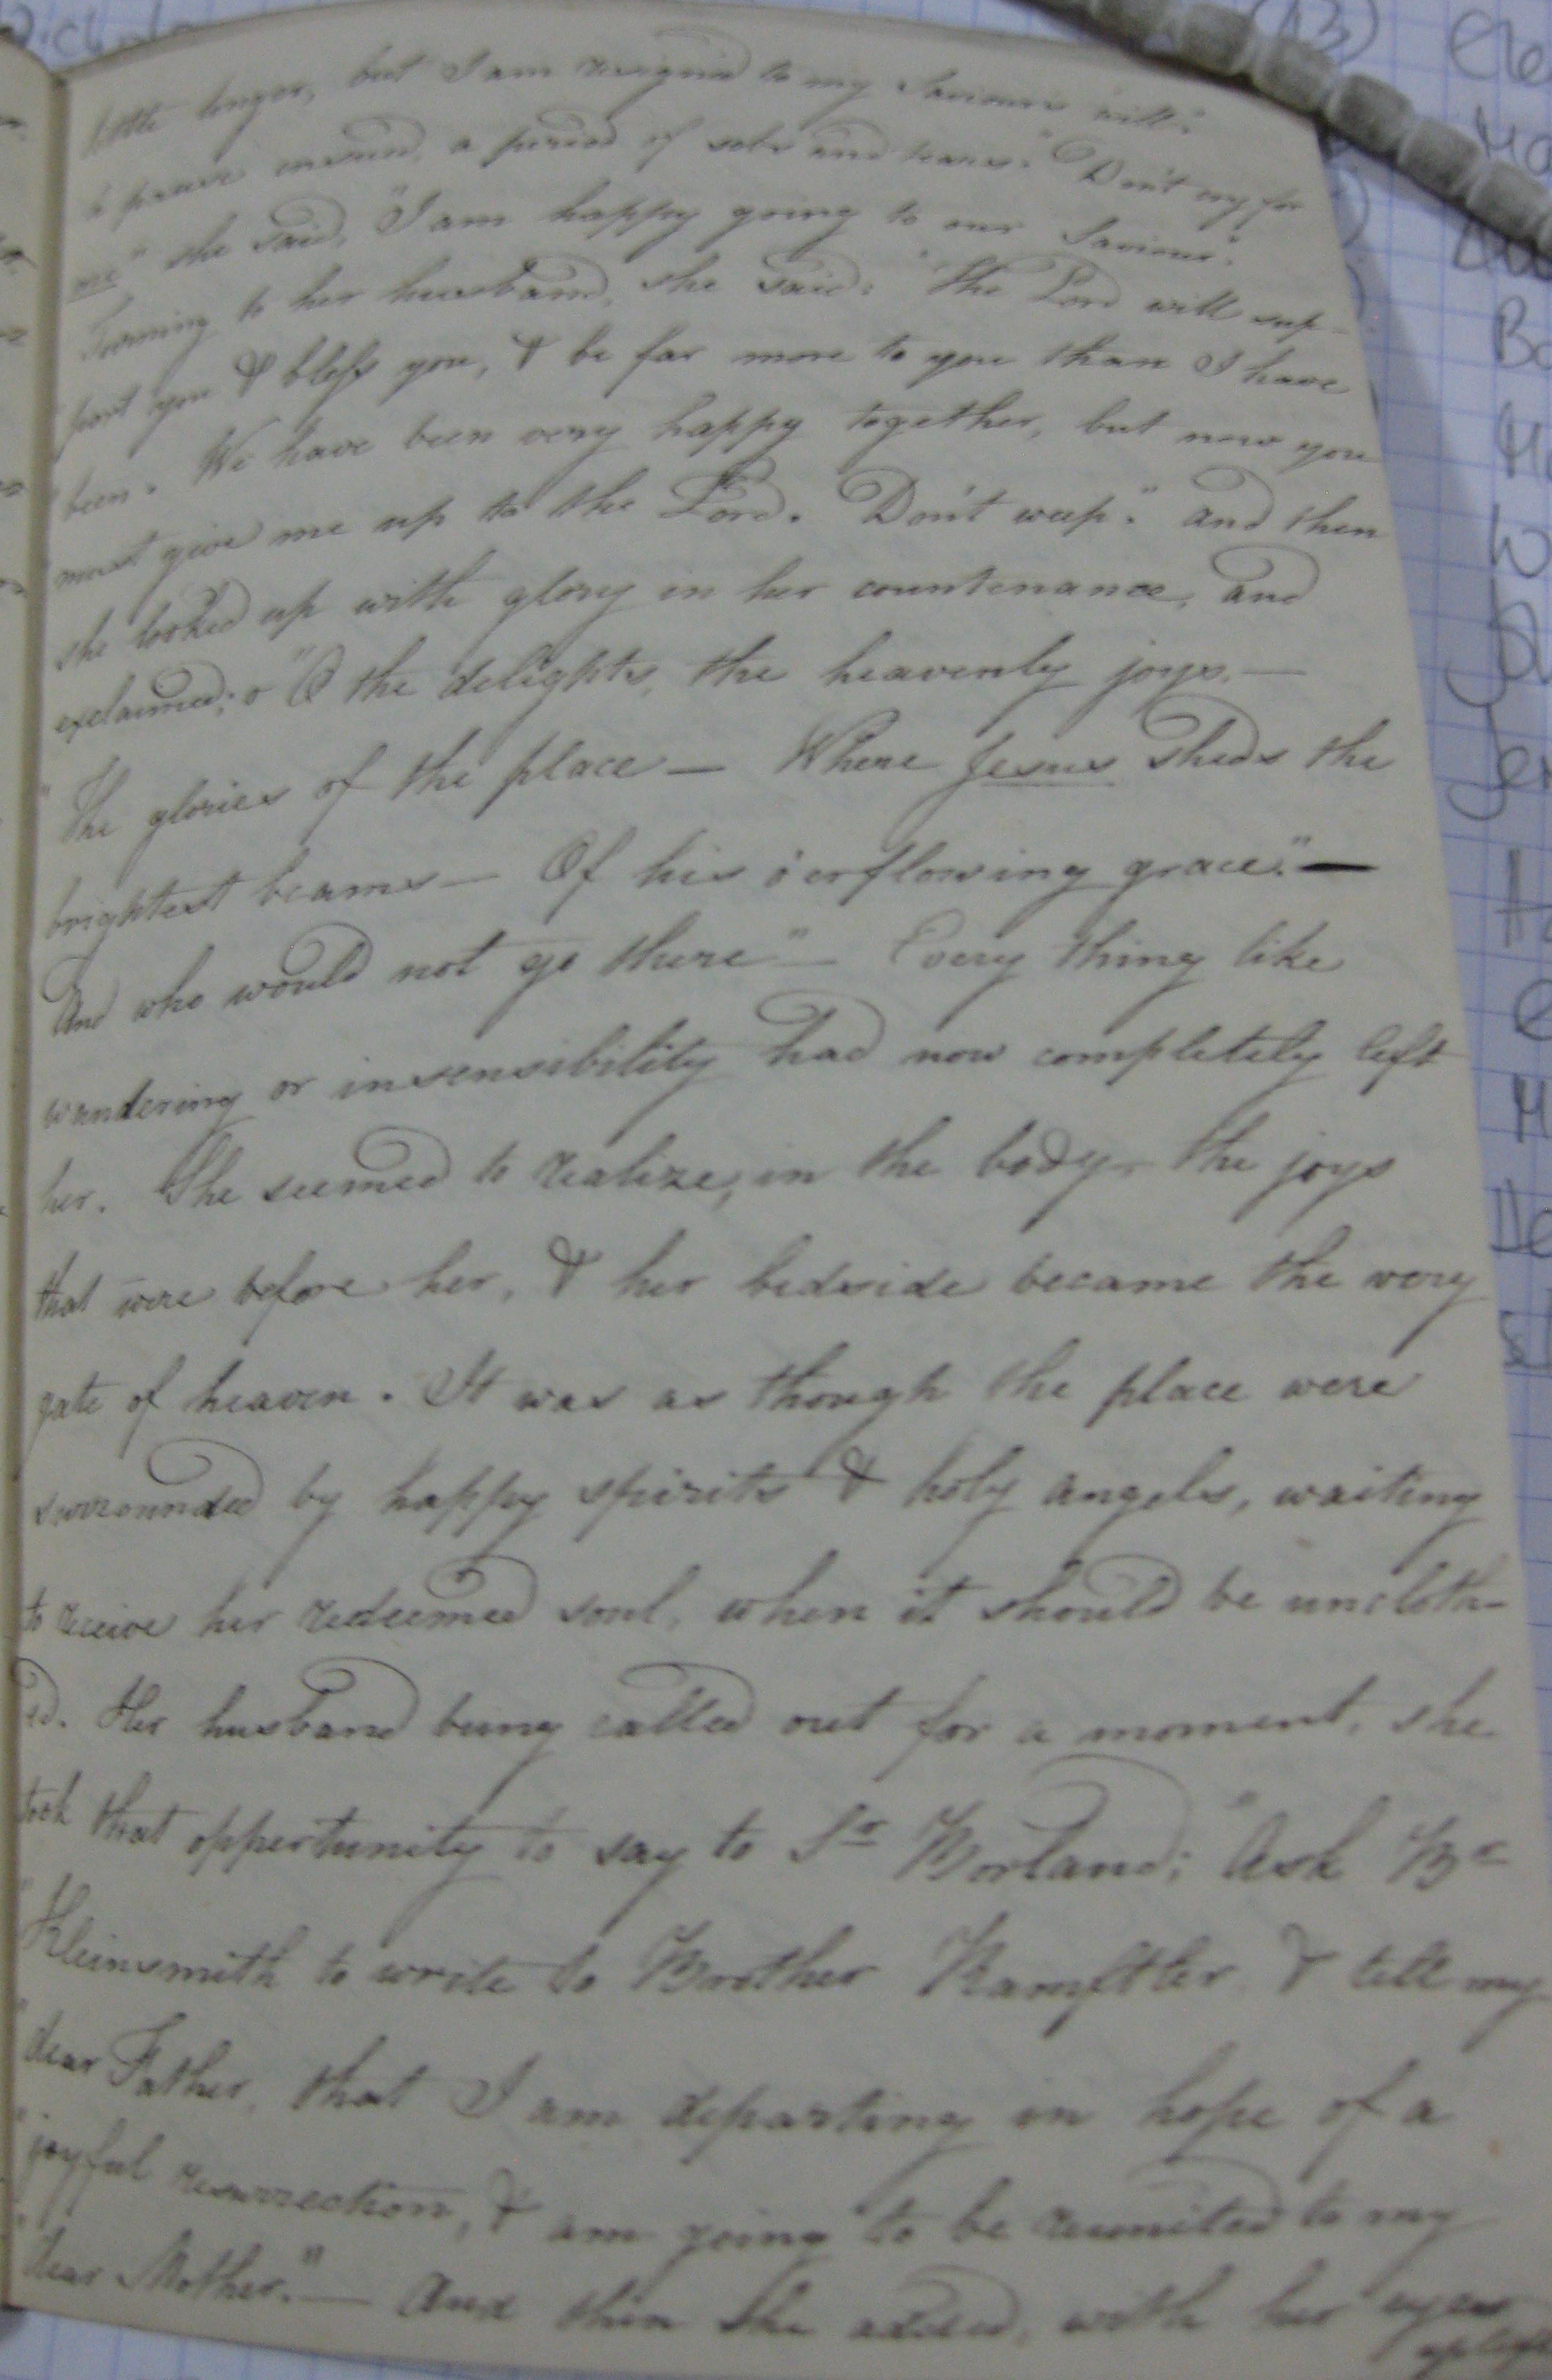 little longer, but I am resigned to my Saviours will."
A pause ensued, a period of sobs and tears. "Don't cry for
me" she said, "I am happy going to our Saviour".
Turning to her husband, she said: "The Lord will sup-
port you & bless you, & be far more to you than I have
been. We have been very happy together, but now you
must give me up to the Lord. Don't weep." and then
she looked up with glory in her countenance, and
exclaimed; "O the delights, the heavenly joys, —
"The glories of the place — Where Jesus sheds the
brightest beams — Of his o'erflowing grace." —
And who would not go there" — Every thing like
wandering or insensibility had now completely left
her. She seemed to realize, in the body, the joys
that were before her, & her bedside became the very
gate of heaven. It was as though the place were
surrounded by happy spirits & holy angels, waiting
to receive her redeemed soul, when it should be uncloth-
ed. Her husband being called out for a moment, she
took that oppertunity to say to Sr Borland; "Ask Br
"Kleinsmith to write to Brother Ramftler & tell my
"dear Father, that I am departing in hope of a
"joyful resurrection, & am going to be reunited to my
"dear Mother." — And then she added, with her eyes